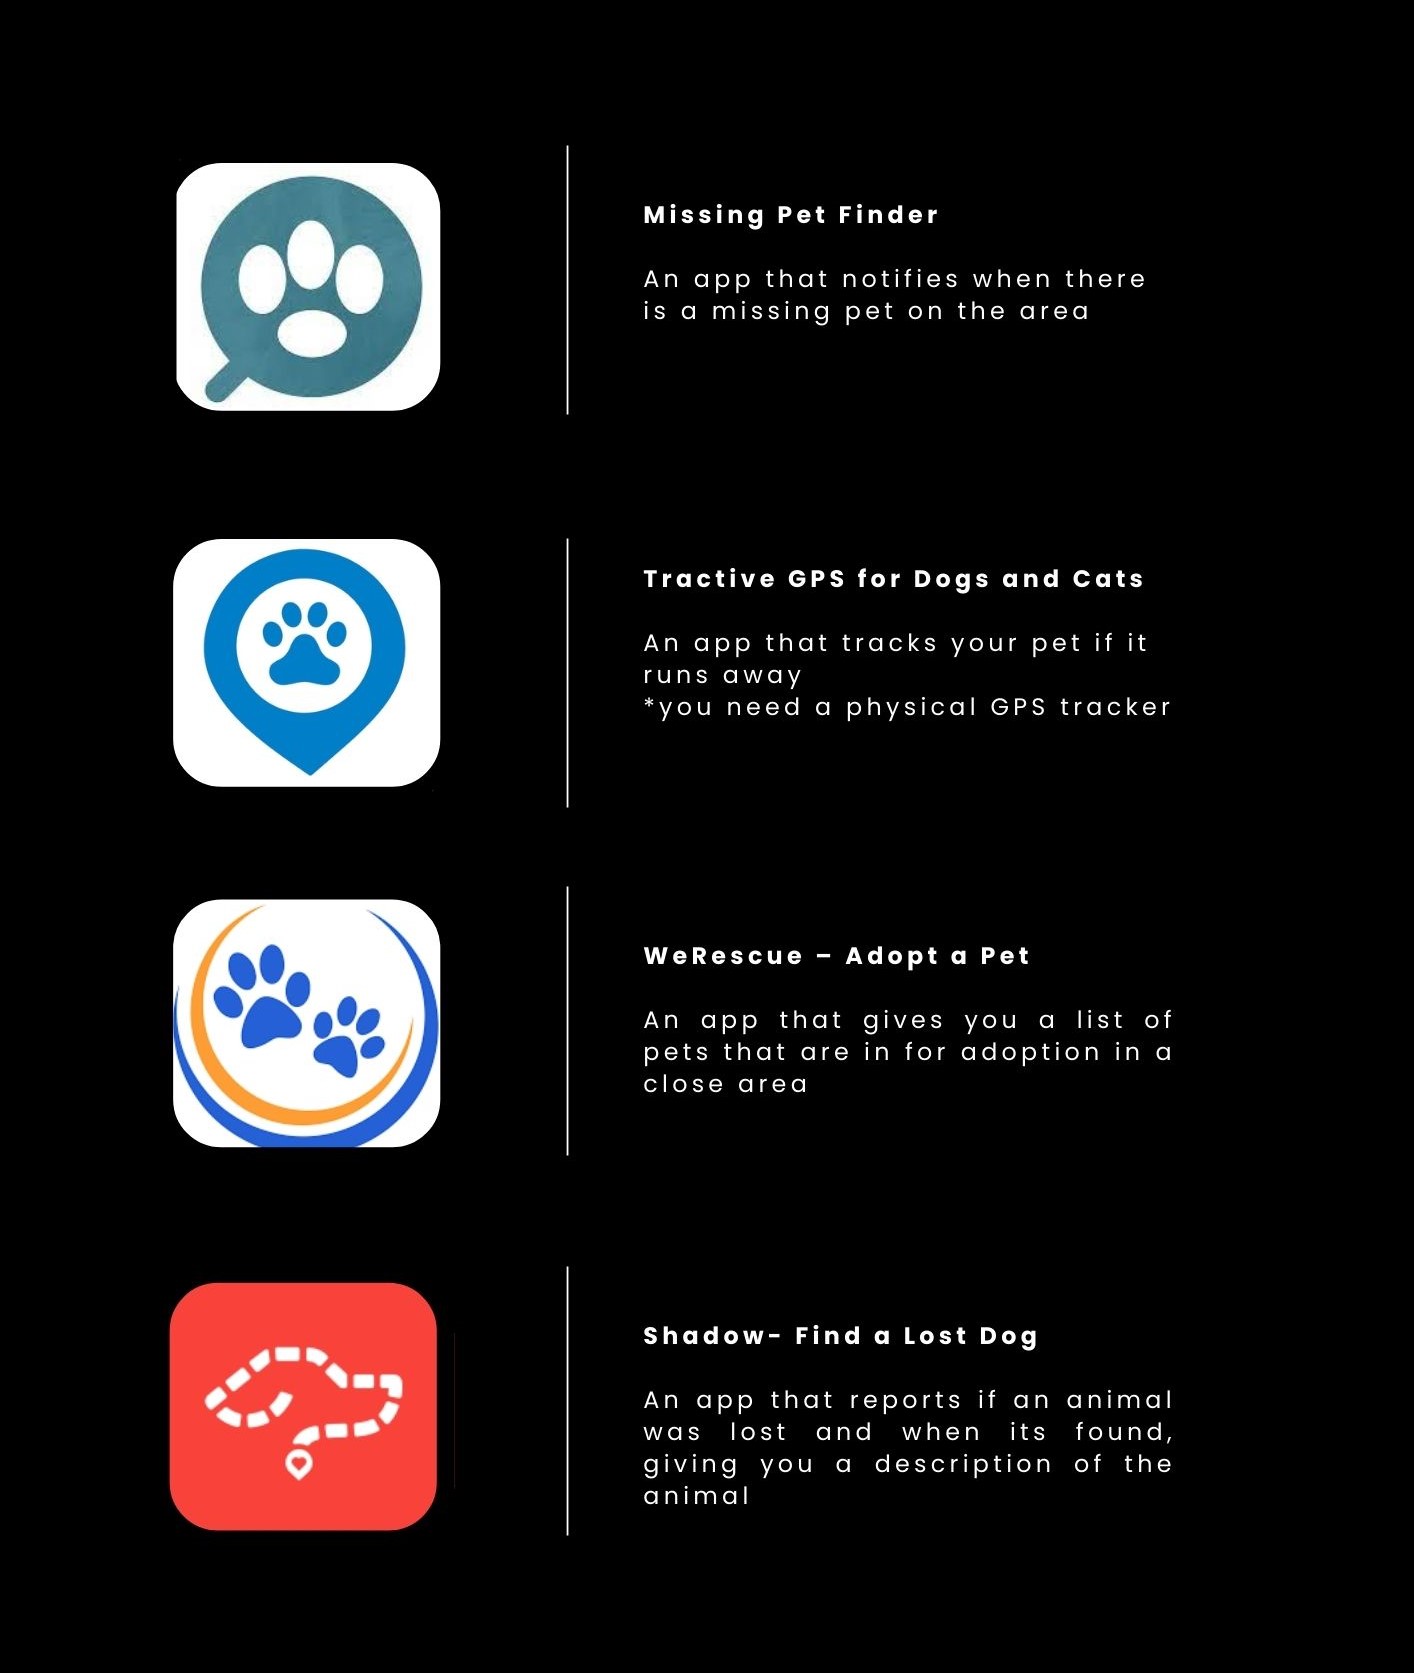 Missing Pet Finder
An app that notifies when there
is a missing pet on the area
Tractive GPS for Dogs and Cats
An app that tracks your pet if it
runs away
*you need a physical GPS tracker
WeRescue – Adopt a Pet
An app that gives you a list of
pets that are in for adoption in a
close area
Shadow- Find a Lost Dog
An app that reports if an animal
was lost and when its found,
giving you a description of the
animal